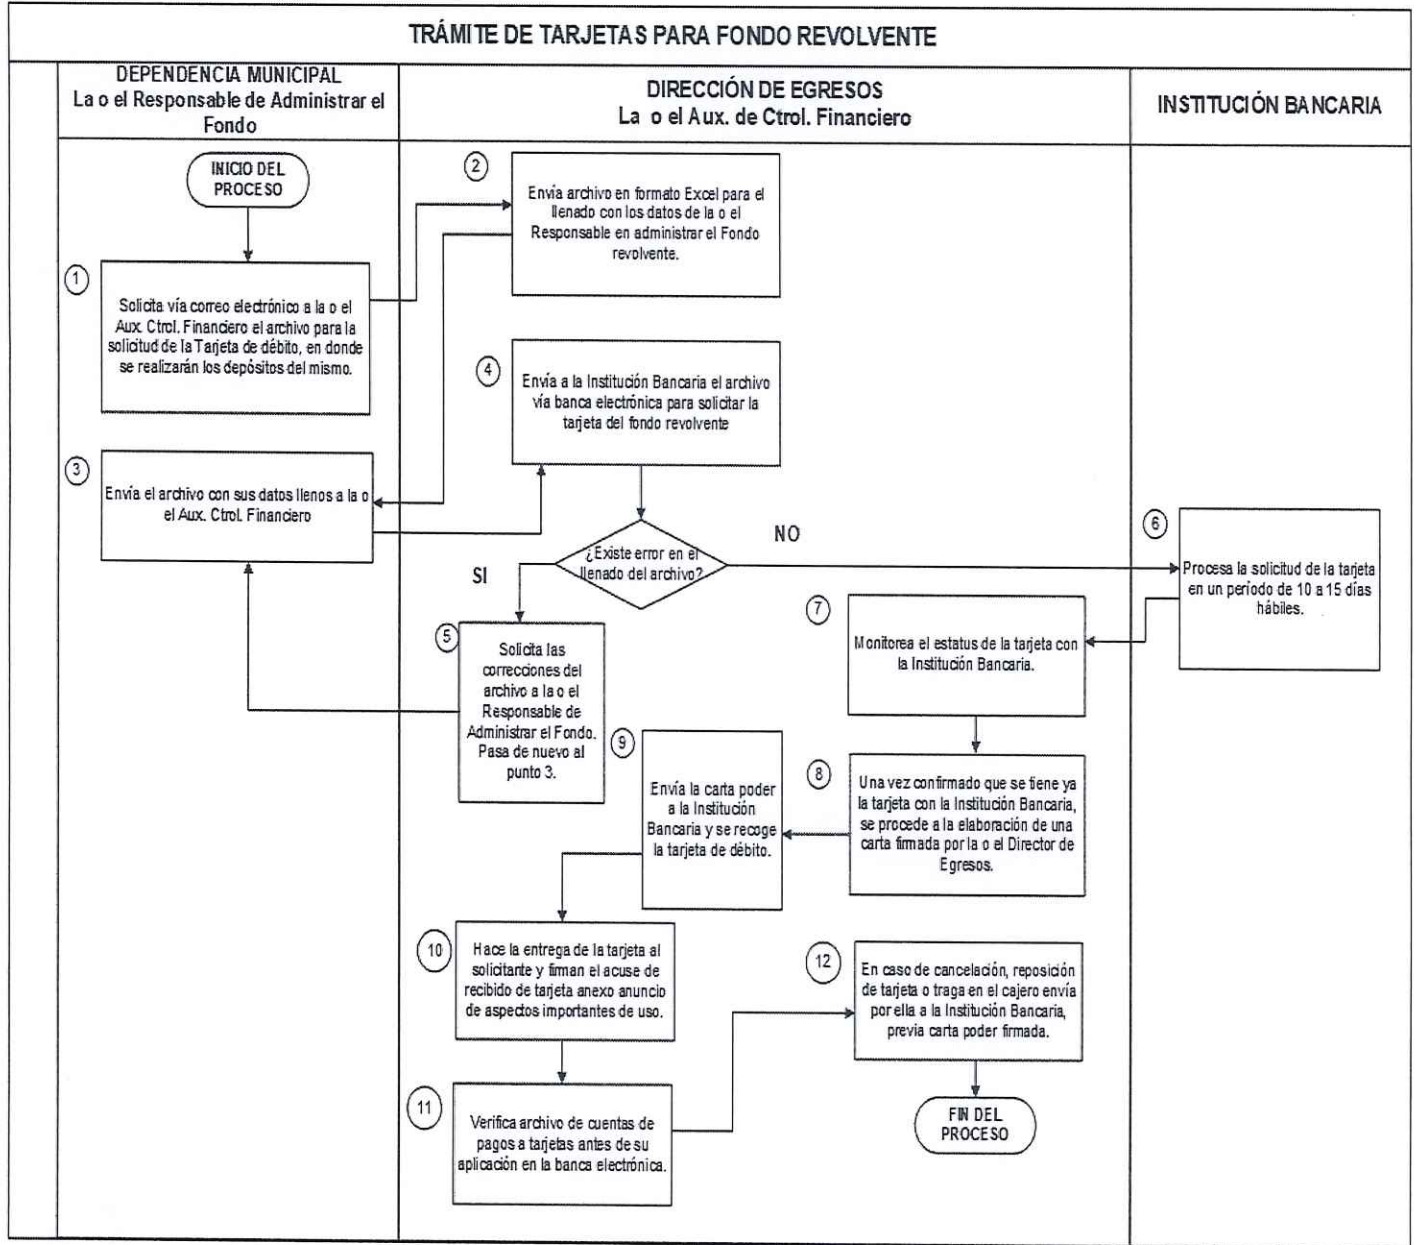 TRÁMITE DE TARJETAS PARA FONDO REVOLVENTE
DEPENDENCIA MUNICIPAL
La o el Responsable de Administrar el
Fondo
DIRECCIÓN DE EGRESOS
La o el Aux. de Ctrol. Financiero
INSTITUCIÓN BANCARIA
INICIO DEL
PROCESO
1
Solicita vía correo electrónico a la o el
Aux. Ctrol. Financiero el archivo para la
solicitud de la Tarjeta de débito, en donde
se realizarán los depósitos del mismo.
2
Envía archivo en formato Excel para el
llenado con los datos de la o el
Responsable en administrar el Fondo
revolvente.
3
Envía el archivo con sus datos llenos a la o
el Aux. Ctrol. Financiero
4
Envía a la Institución Bancaria el archivo
vía banca electrónica para solicitar la
tarjeta del fondo revolvente
¿Existe error en el
llenado del archivo?
SI
NO
5
Solicita las
correcciones del
archivo a la o el
Responsable de
Administrar el Fondo.
Pasa de nuevo al
punto 3.
6
Procesa la solicitud de la tarjeta
en un período de 10 a 15 días
hábiles.
7
Monitorea el estatus de la tarjeta con
la Institución Bancaria.
8
Una vez confirmado que se tiene ya
la tarjeta con la Institución Bancaria,
se procede a la elaboración de una
carta firmada por la o el Director de
Egresos.
9
Envía la carta poder
a la Institución
Bancaria y se recoge
la tarjeta de débito.
10
Hace la entrega de la tarjeta al
solicitante y firman el acuse de
recibido de tarjeta anexo anuncio
de aspectos importantes de uso.
11
Verifica archivo de cuentas de
pagos a tarjetas antes de su
aplicación en la banca electrónica.
12
En caso de cancelación, reposición
de tarjeta o traga en el cajero envía
por ella a la Institución Bancaria,
previa carta poder firmada.
FIN DEL
PROCESO